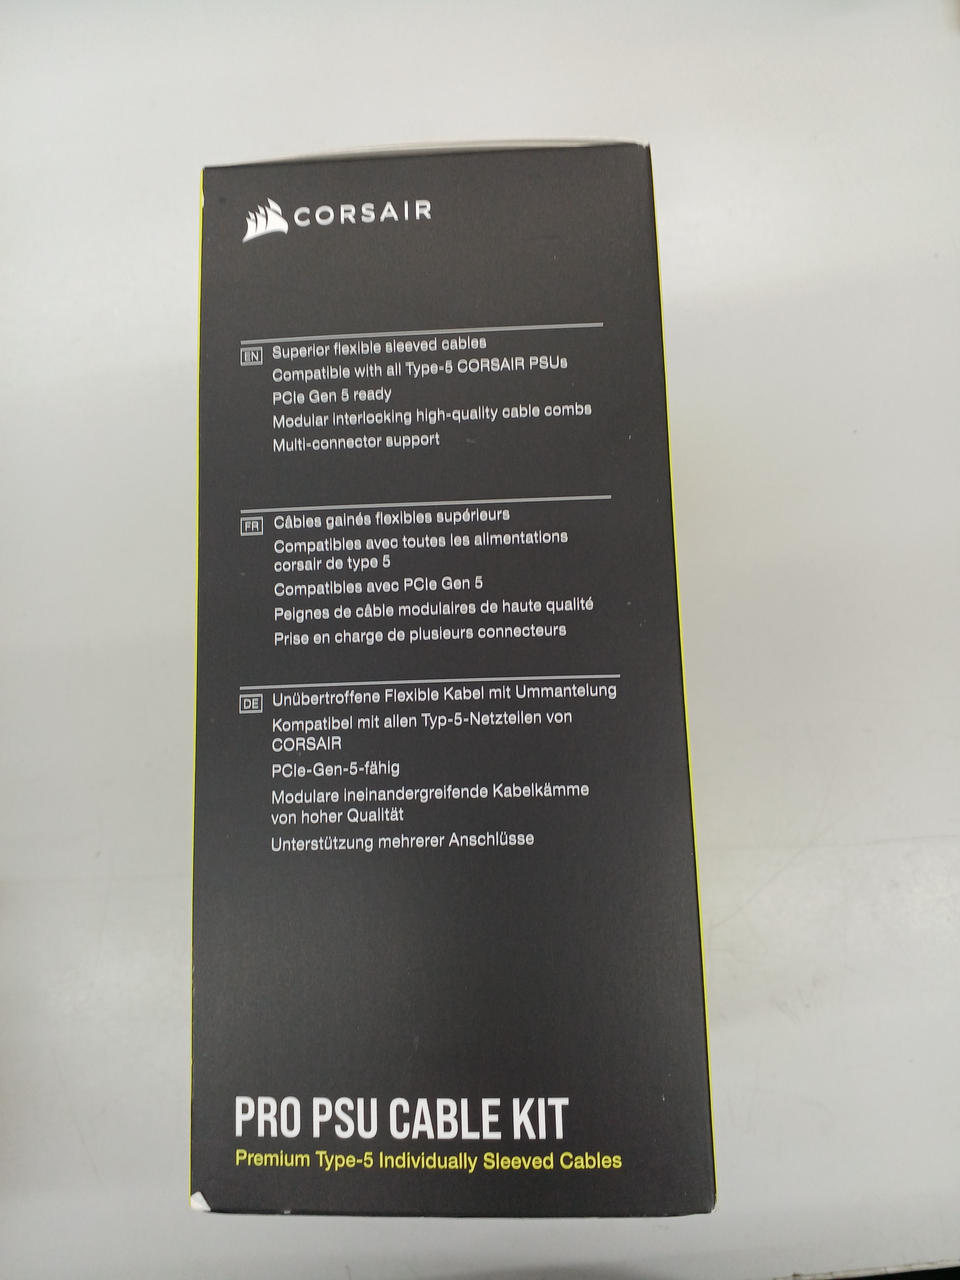 CORSAIR
EN Superior flexible sleeved cables
Compatible with all Type-5 CORSAIR PSUs
PCIe Gen 5 ready
Modular interlocking high-quality cable combs
Multi-connector support
FR Câbles gainés flexibles supérieurs
Compatibles avec toutes les alimentations
corsair de type 5
Compatibles avec PCIe Gen 5
Peignes de câble modulaires de haute qualité
Prise en charge de plusieurs connecteurs
DE Unübertroffene Flexible Kabel mit Ummantelung
Kompatibel mit allen Typ-5-Netzteilen von
CORSAIR
PCIe-Gen-5-fähig
Modulare ineinandergreifende Kabelkämme
von hoher Qualität
Unterstützung mehrerer Anschlüsse
PRO PSU CABLE KIT
Premium Type-5 Individually Sleeved Cables